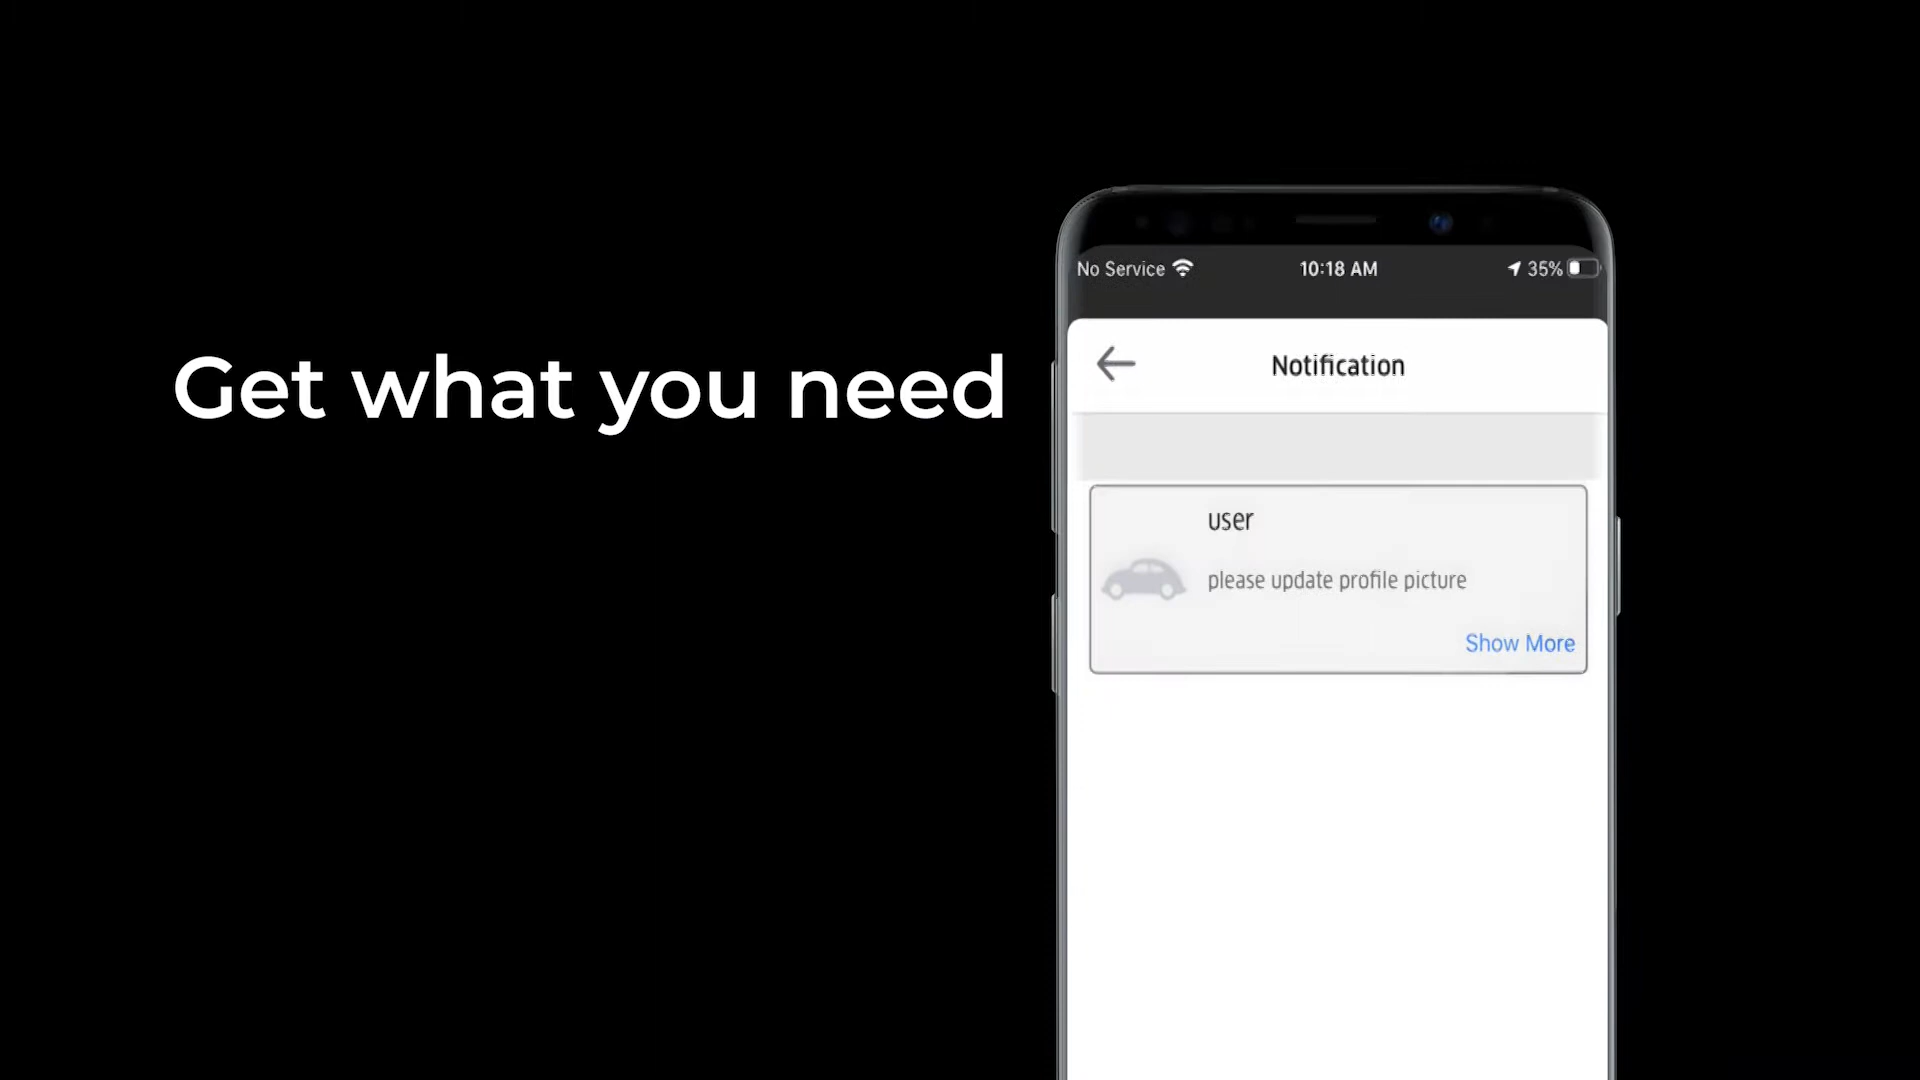 Get what you need
No Service 10:18 AM 35%
Notification
user
please update profile picture
Show More